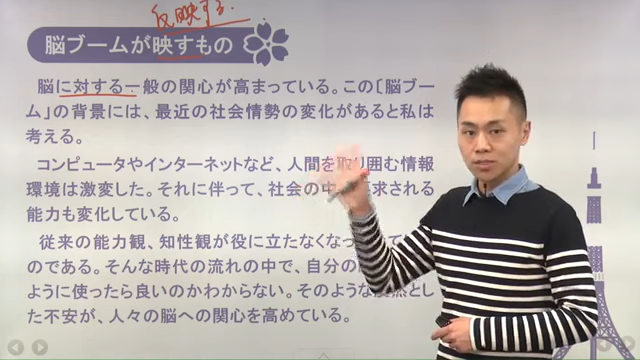 反映する
脳ブームが映すもの
脳に対する一般の関心が高まっている。この〔脳ブー
ム」の背景には、最近の社会情勢の変化があると私は
考える。
コンピュータやインターネットなど、人間を取り囲む情報
環境は激変した。それに伴って、社会の中 要求される
能力も変化している。
従来の能力観、知性観が役に立たなくなっ
のである。そんな時代の流れの中で、自分の
ように使ったら良いのかわからない。そのような とし
た不安が、人々の脳への関心を高めている。